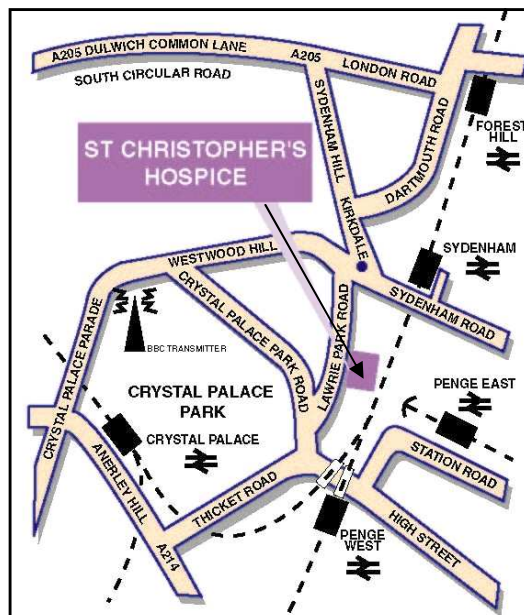 A205 DULWICH COMMON LANE
A205
LONDON ROAD
SOUTH CIRCULAR ROAD
SYDENHAM HILL
DARTMOUTH ROAD
FOREST
HILL
ST CHRISTOPHER'S
HOSPICE
KIRKDALE
WESTWOOD HILL
SYDENHAM
SYDENHAM ROAD
CRYSTAL PALACE PARADE
CRYSTAL PALACE PARK ROAD
LAWRIE PARK ROAD
BBC TRANSMITTER
CRYSTAL PALACE
PARK
CRYSTAL PALACE
PENGE EAST
ANERLEY HILL
A214
THICKET ROAD
STATION ROAD
HIGH STREET
PENGE
WEST